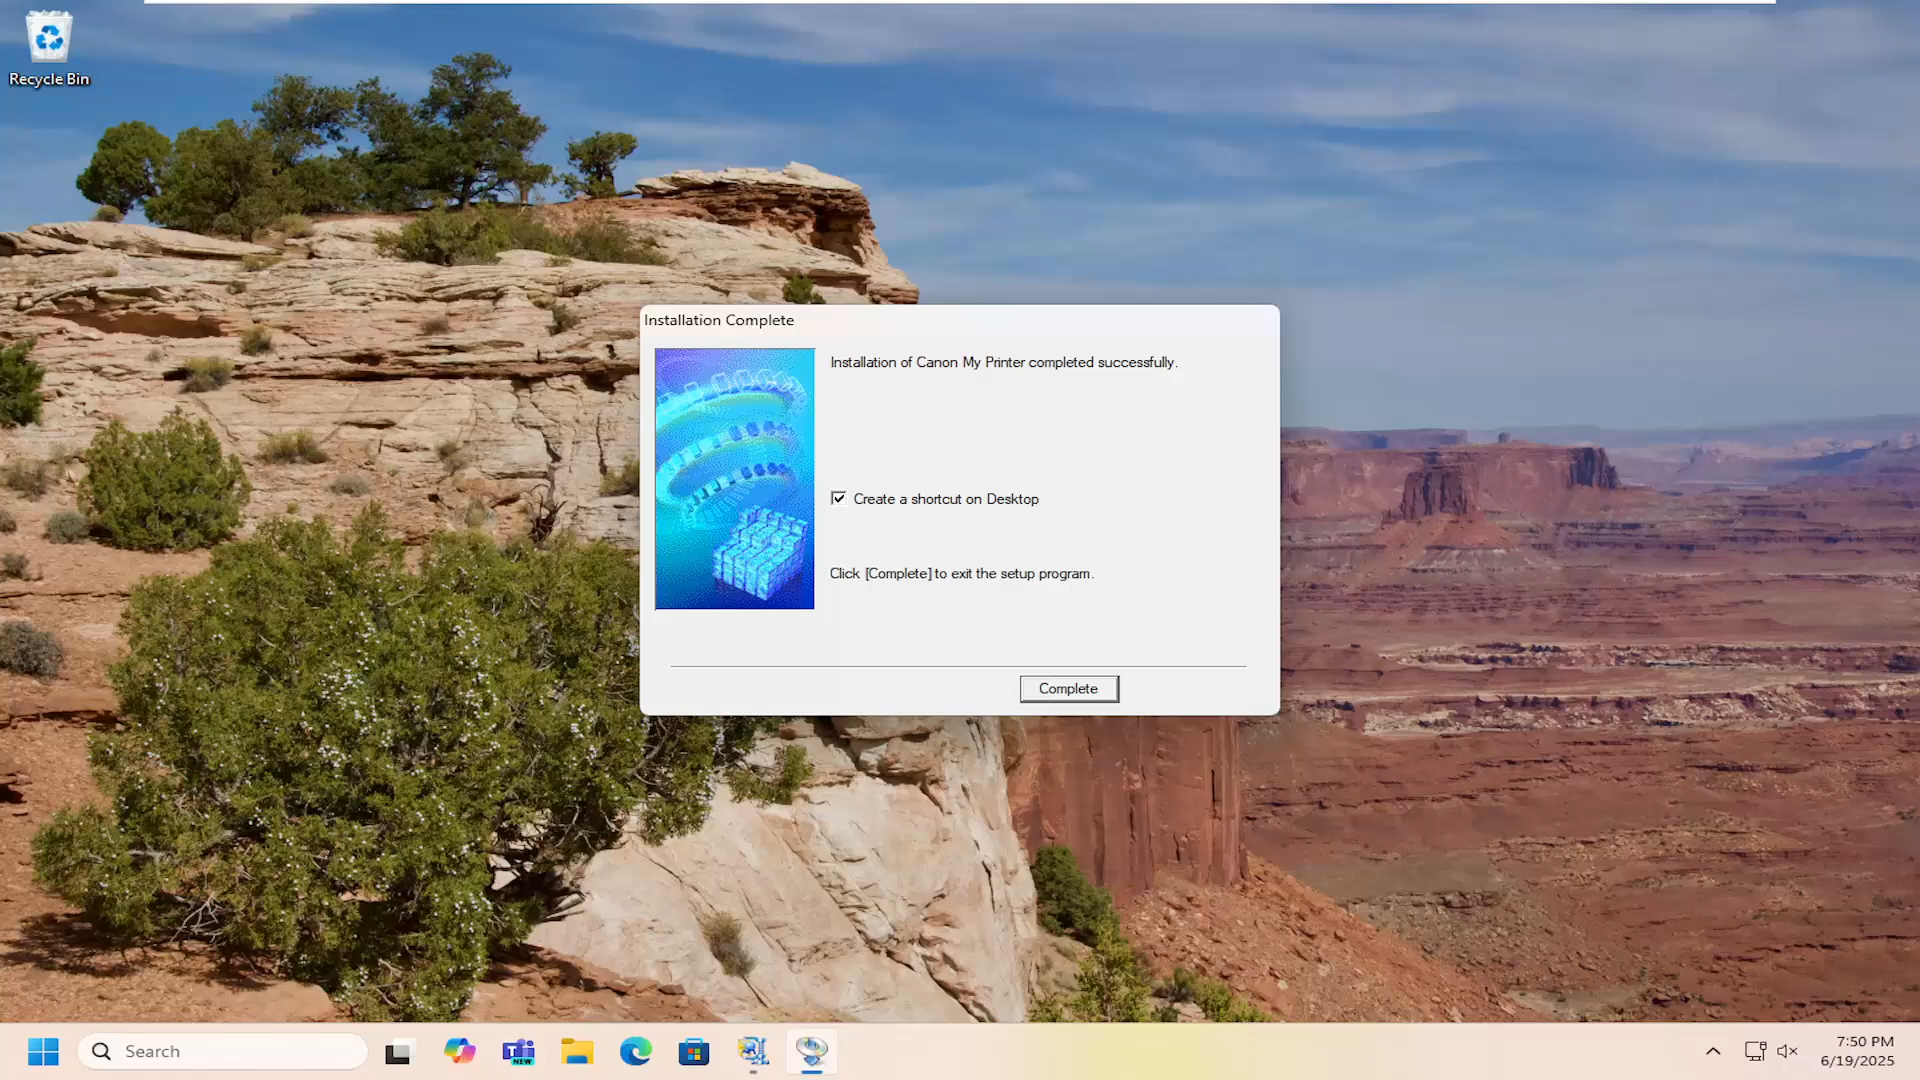 Recycle Bin
Installation Complete
Installation of Canon My Printer completed successfully.
Create a shortcut on Desktop
Click [Complete] to exit the setup program.
Complete
Search
NEW
7:50 PM
6/19/2025